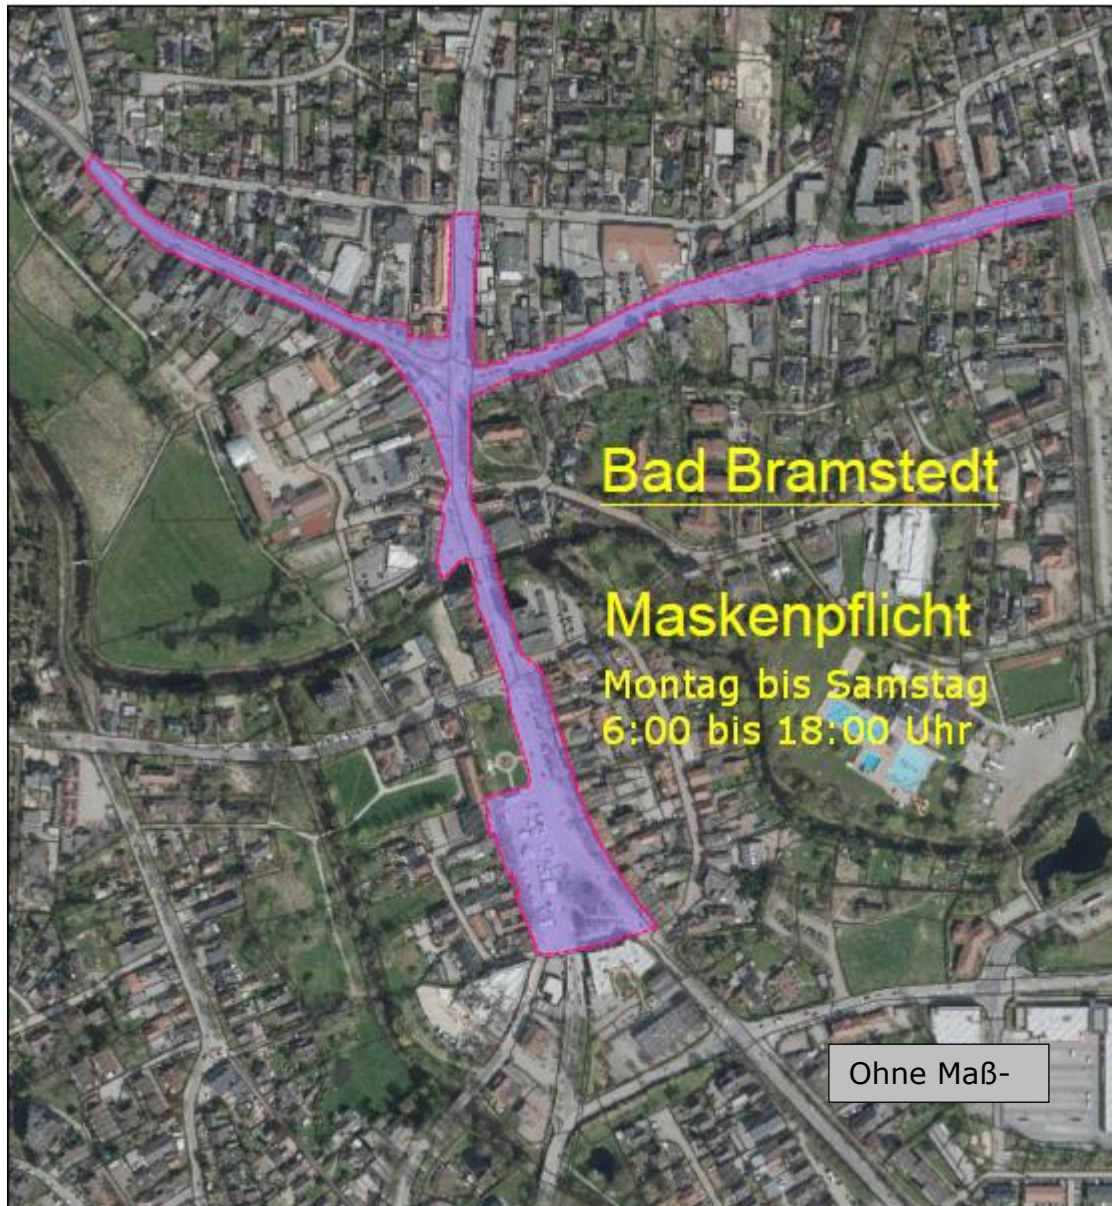 Bad Bramstedt
Maskenpflicht
Montag bis Samstag
6:00 bis 18:00 Uhr
Ohne Maß-